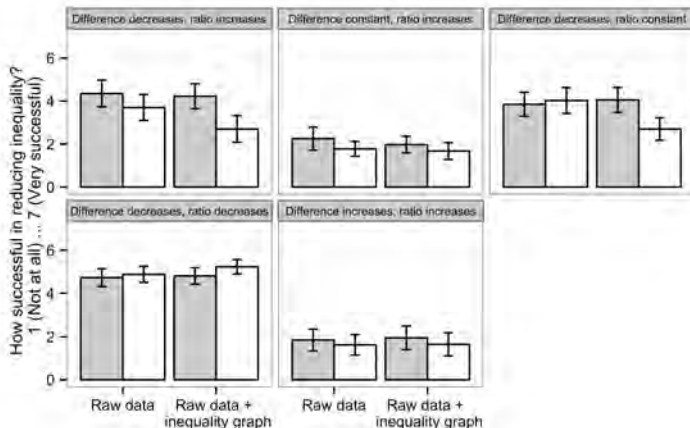 Difference decreases, ratio increases
Difference constant, ratio increases
Difference decreases, ratio constant
How successful in reducing inequality?
1 (Not at all) ... 7 (Very successful)
6
4
2
0
Difference decreases, ratio decreases
Difference increases, ratio increases
6
4
2
0
Raw data
Raw data +
inequality graph
Raw data
Raw data +
inequality graph